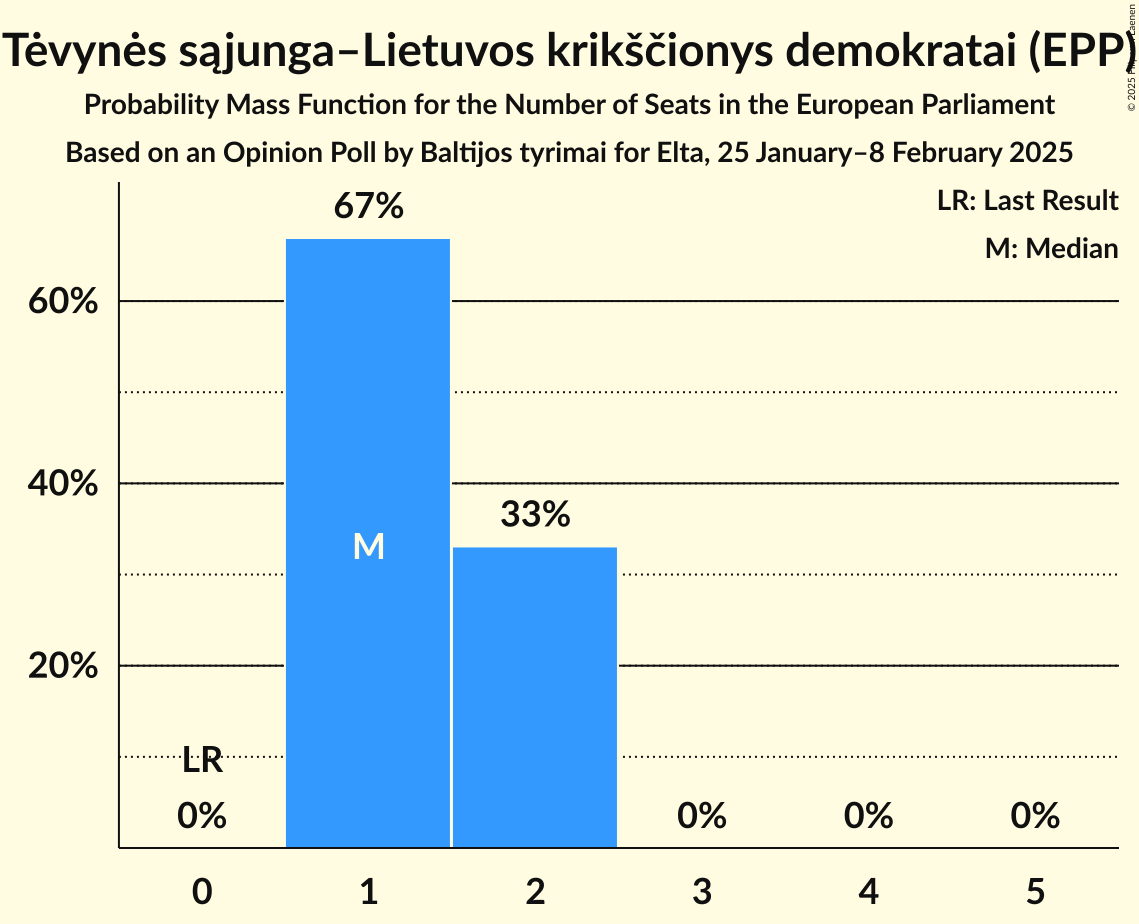 Tėvynės sąjunga–Lietuvos krikščionys demokratai (EPP)
Probability Mass Function for the Number of Seats in the European Parliament
Based on an Opinion Poll by Baltijos tyrimai for Elta, 25 January–8 February 2025
© 2025 Laenen
LR: Last Result
M: Median
67%
60%
40%
33%
M
20%
LR
0% 0% 0% 0%
0 1 2 3 4 5